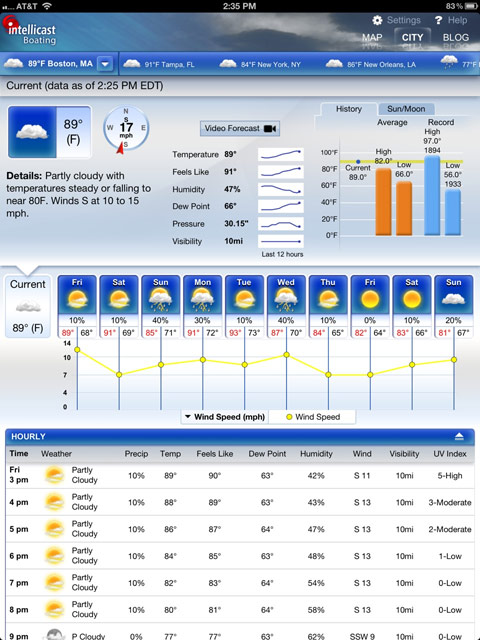 AT&T 2:35 PM 83%
intellicast
Boating
Settings ? Help
MAP CITY BLOG
89°F Boston, MA 91°F Tampa, FL 84°F New York, NY 86°F New Orleans, LA 77°F
Current (data as of 2:25 PM EDT)
89°
(F)
N
W E
S
17
mph
Video Forecast
Details: Partly cloudy with
temperatures steady or falling to
near 80F. Winds S at 10 to 15
mph.
Temperature 89°
Feels Like 91°
Humidity 47%
Dew Point 66°
Pressure 30.15"
Visibility 10mi
Last 12 hours
History Sun/Moon
Average Record
High
97.0°
1894
High
82.0°
Low
66.0°
Low
56.0°
1933
Current
89.0°
100°F
80°F
60°F
40°F
20°F
0°F
Current
89° (F)
Fri Sat Sun Mon Tue Wed Thu Fri Sat Sun
10% 10% 40% 30% 10% 40% 10% 0% 10% 20%
89° 68° 91° 69° 85° 71° 91° 72° 93° 73° 87° 70° 84° 65° 82° 64° 83° 66° 81° 67°
14
10
7
4
0
Wind Speed (mph) Wind Speed
HOURLY
Time Weather Precip Temp Feels Like Dew Point Humidity Wind Visibility UV Index
Fri
3 pm Partly Cloudy 10% 89° 90° 63° 42% S 11 10mi 5-High
4 pm Partly Cloudy 10% 88° 89° 63° 43% S 13 10mi 3-Moderate
5 pm Partly Cloudy 10% 86° 87° 64° 47% S 13 10mi 2-Moderate
6 pm Partly Cloudy 10% 84° 85° 63° 48% S 13 10mi 1-Low
7 pm Partly Cloudy 10% 82° 83° 64° 54% S 13 10mi 0-Low
8 pm Partly Cloudy 10% 80° 81° 64° 58% S 13 10mi 0-Low
9 pm P Cloudy 0% 77° 77° 63° 62% SSW 9 10mi 0-Low